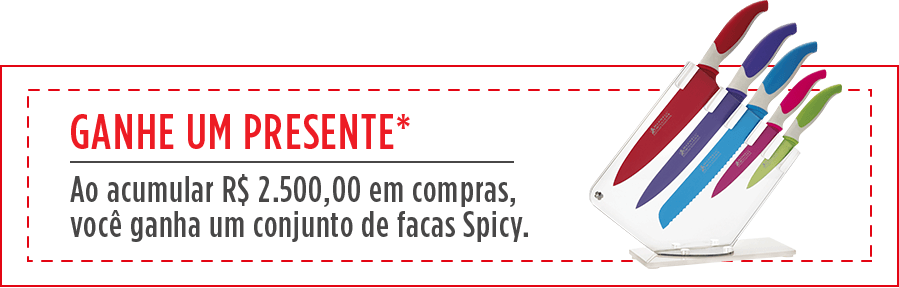 GANHE UM PRESENTE*
Ao acumular R$ 2.500,00 em compras,
você ganha um conjunto de facas Spicy.